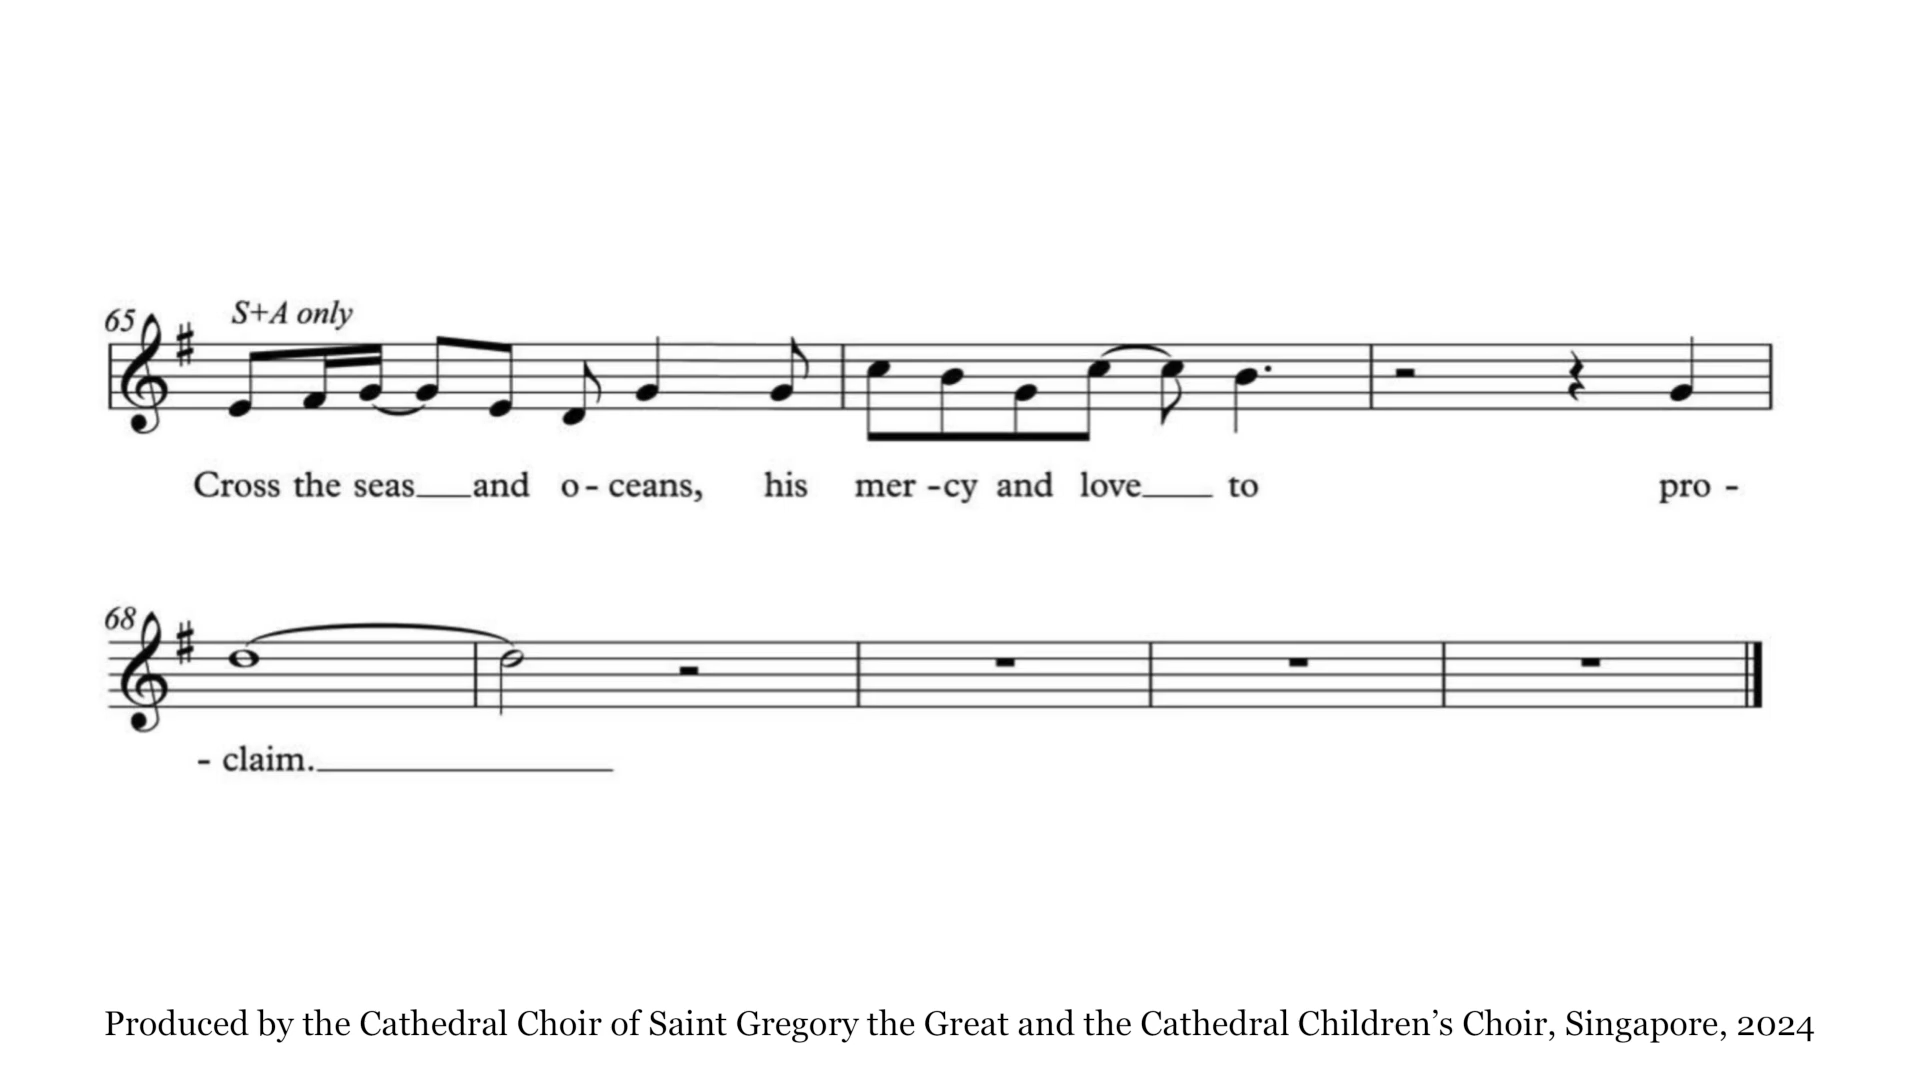 65 S+A only
Cross the seas___and o- ceans, his mer -cy and love___ to pro -
68
- claim.___
Produced by the Cathedral Choir of Saint Gregory the Great and the Cathedral Children’s Choir, Singapore, 2024